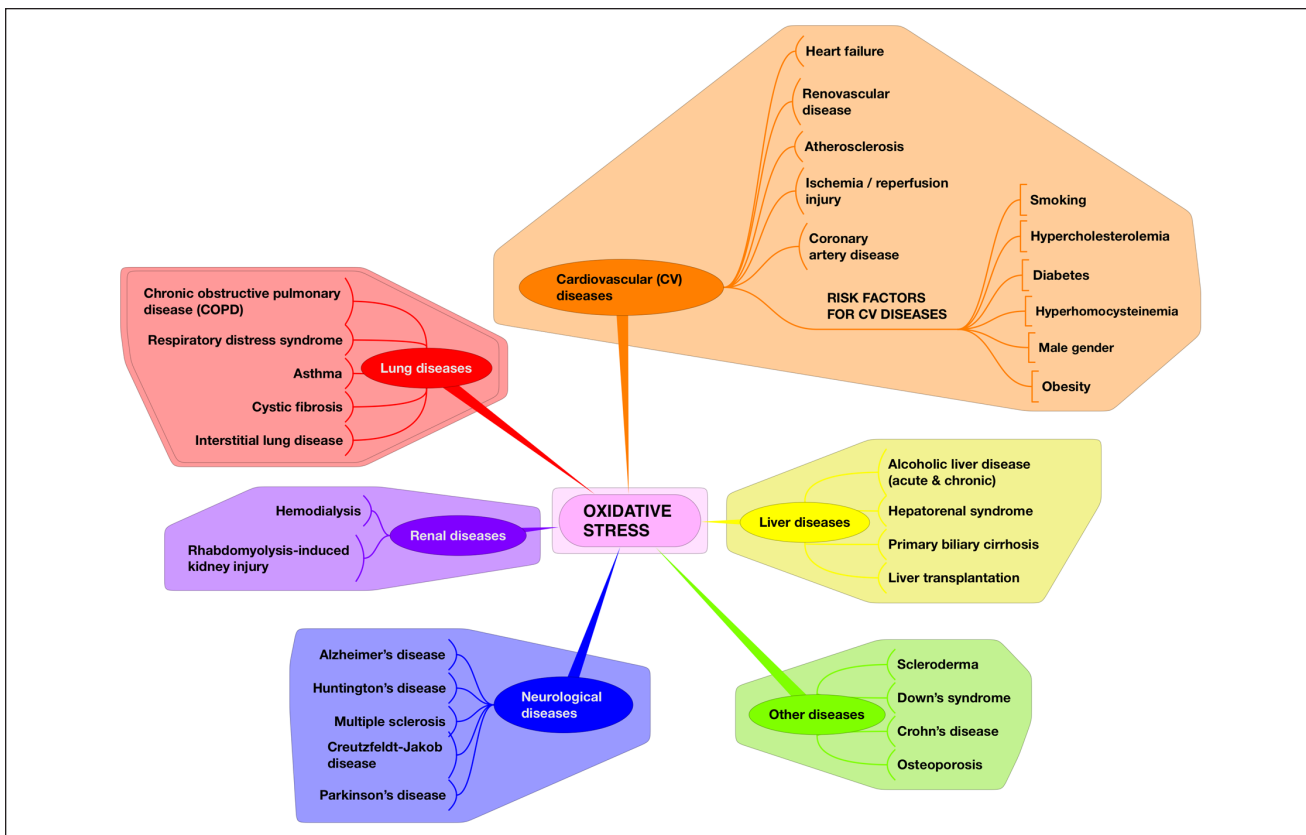 Heart failure
Renovascular
disease
Atherosclerosis
Ischemia / reperfusion
injury
Coronary
artery disease
Cardiovascular (CV)
diseases
RISK FACTORS
FOR CV DISEASES
Smoking
Hypercholesterolemia
Diabetes
Hyperhomocysteinemia
Male gender
Obesity
Chronic obstructive pulmonary
disease (COPD)
Respiratory distress syndrome
Asthma
Cystic fibrosis
Interstitial lung disease
Lung diseases
OXIDATIVE
STRESS
Hemodialysis
Rhabdomyolysis-induced
kidney injury
Renal diseases
Liver diseases
Alcoholic liver disease
(acute & chronic)
Hepatorenal syndrome
Primary biliary cirrhosis
Liver transplantation
Alzheimer’s disease
Huntington’s disease
Multiple sclerosis
Creutzfeldt-Jakob
disease
Parkinson’s disease
Neurological
diseases
Other diseases
Scleroderma
Down’s syndrome
Crohn’s disease
Osteoporosis